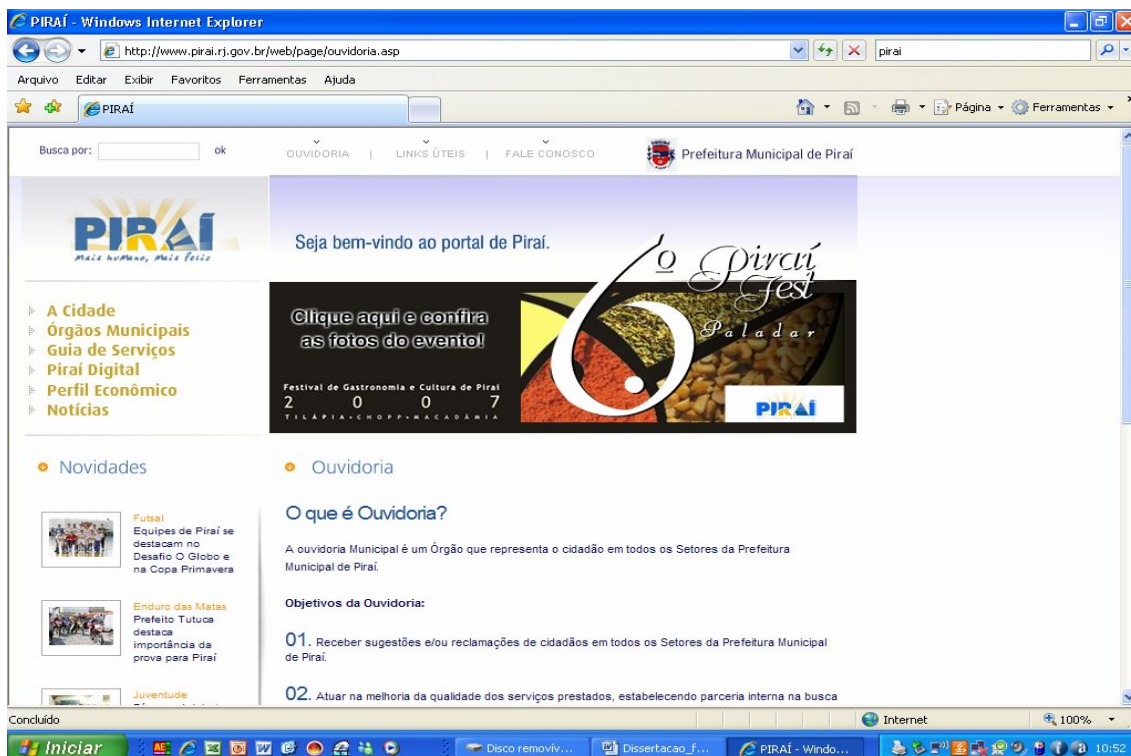 PIRAÍ - Windows Internet Explorer
http://www.pirai.rj.gov.br/web/page/ouvidoria.asp
pirai
Arquivo Editar Exibir Favoritos Ferramentas Ajuda
PIRAÍ
Página
Ferramentas
Busca por:
ok
OUVIDORIA | LINKS ÚTEIS | FALE CONOSCO
Prefeitura Municipal de Piraí
PIRAÍ
Mais humano, mais feliz
Seja bem-vindo ao portal de Piraí.
A Cidade
Órgãos Municipais
Guia de Serviços
Piraí Digital
Perfil Econômico
Notícias
Clique aqui e confira
as fotos do evento!
Festival de Gastronomia e Cultura de Piraí
2 0 0 7
TILÁPIA•CHOPP•MACADÂMIA
6º Piraí
Fest
Paladar
PIRAÍ
Novidades
Futsal
Equipes de Piraí se
destacam no
Desafio O Globo e
na Copa Primavera
Enduro das Matas
Prefeito Tutuca
destaca
importância da
prova para Piraí
Juventude
Ouvidoria
O que é Ouvidoria?
A ouvidoria Municipal é um Órgão que representa o cidadão em todos os Setores da Prefeitura
Municipal de Piraí.
Objetivos da Ouvidoria:
01. Receber sugestões e/ou reclamações de cidadãos em todos os Setores da Prefeitura Municipal
de Piraí.
02. Atuar na melhoria da qualidade dos serviços prestados, estabelecendo parceria interna na busca
Concluído
Internet
100%
Iniciar
Disco removív...
Dissertacao_f...
PIRAÍ - Windo...
10:52